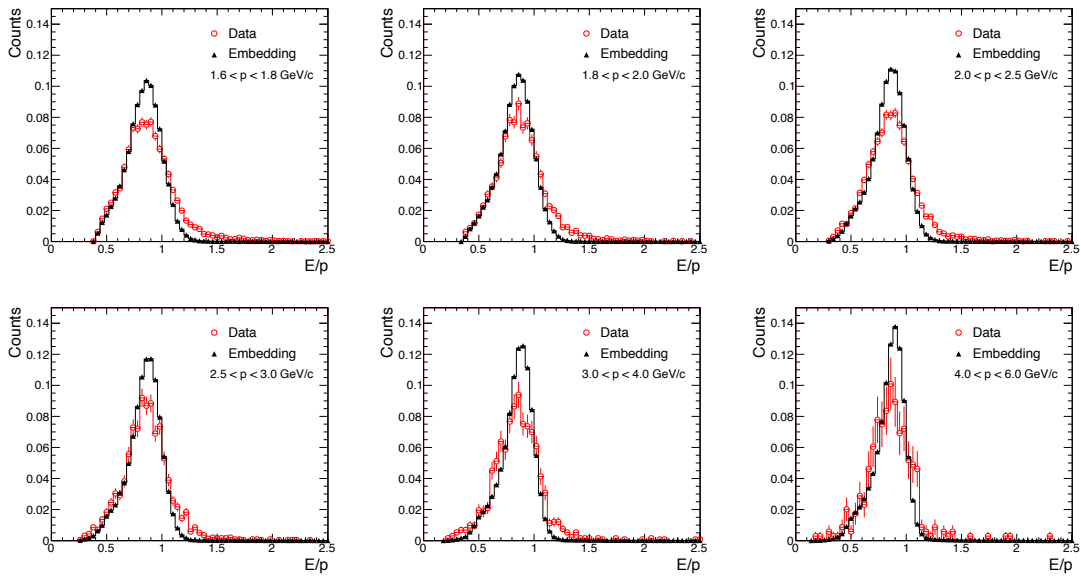 Counts
0.14
0.12
0.1
0.08
0.06
0.04
0.02
0
Data
Embedding
1.6 < p < 1.8 GeV/c
0 0.5 1 1.5 2 2.5
E/p
Counts
0.14
0.12
0.1
0.08
0.06
0.04
0.02
0
Data
Embedding
1.8 < p < 2.0 GeV/c
0 0.5 1 1.5 2 2.5
E/p
Counts
0.14
0.12
0.1
0.08
0.06
0.04
0.02
0
Data
Embedding
2.0 < p < 2.5 GeV/c
0 0.5 1 1.5 2 2.5
E/p
Counts
0.14
0.12
0.1
0.08
0.06
0.04
0.02
0
Data
Embedding
2.5 < p < 3.0 GeV/c
0 0.5 1 1.5 2 2.5
E/p
Counts
0.14
0.12
0.1
0.08
0.06
0.04
0.02
0
Data
Embedding
3.0 < p < 4.0 GeV/c
0 0.5 1 1.5 2 2.5
E/p
Counts
0.14
0.12
0.1
0.08
0.06
0.04
0.02
0
Data
Embedding
4.0 < p < 6.0 GeV/c
0 0.5 1 1.5 2 2.5
E/p